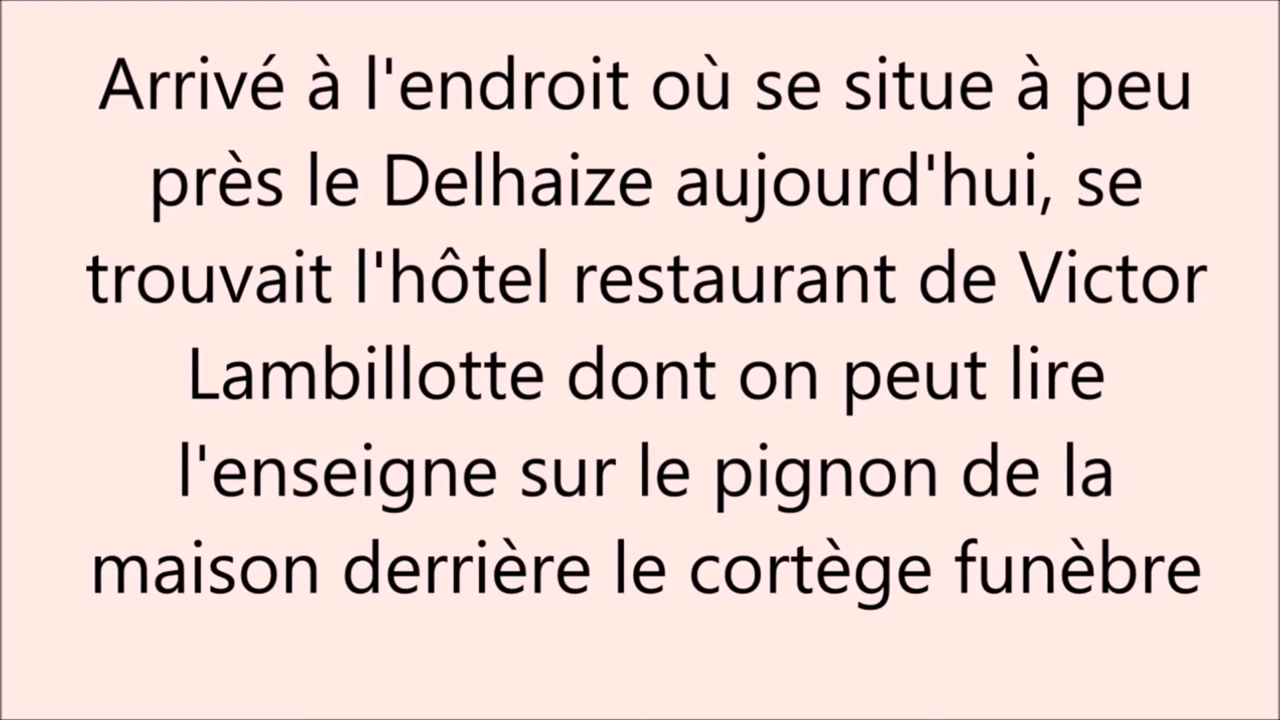 Arrivé à l'endroit où se situe à peu
près le Delhaize aujourd'hui, se
trouvait l'hôtel restaurant de Victor
Lambillotte dont on peut lire
l'enseigne sur le pignon de la
maison derrière le cortège funèbre